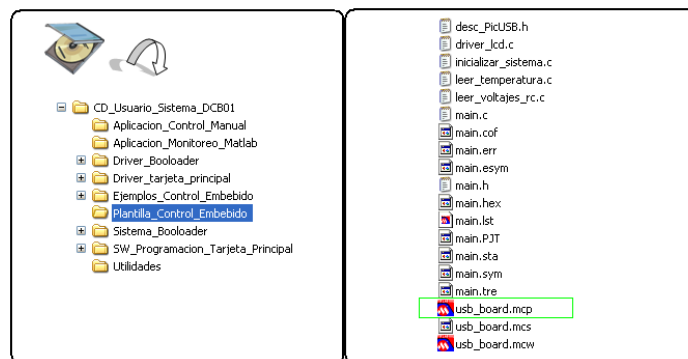 CD_Usuario_Sistema_DCB01
Aplicacion_Control_Manual
Aplicacion_Monitoreo_Matlab
Driver_Booloader
Driver_tarjeta_principal
Ejemplos_Control_Embebido
Plantilla_Control_Embebido
Sistema_Booloader
SW_Programacion_Tarjeta_Principal
Utilidades
desc_PicUSB.h
driver_lcd.c
inicializar_sistema.c
leer_temperatura.c
leer_voltajes_rc.c
main.c
main.cof
main.err
main.esym
main.h
main.hex
main.lst
main.PJT
main.sta
main.sym
main.tre
usb_board.mcp
usb_board.mcs
usb_board.mcw